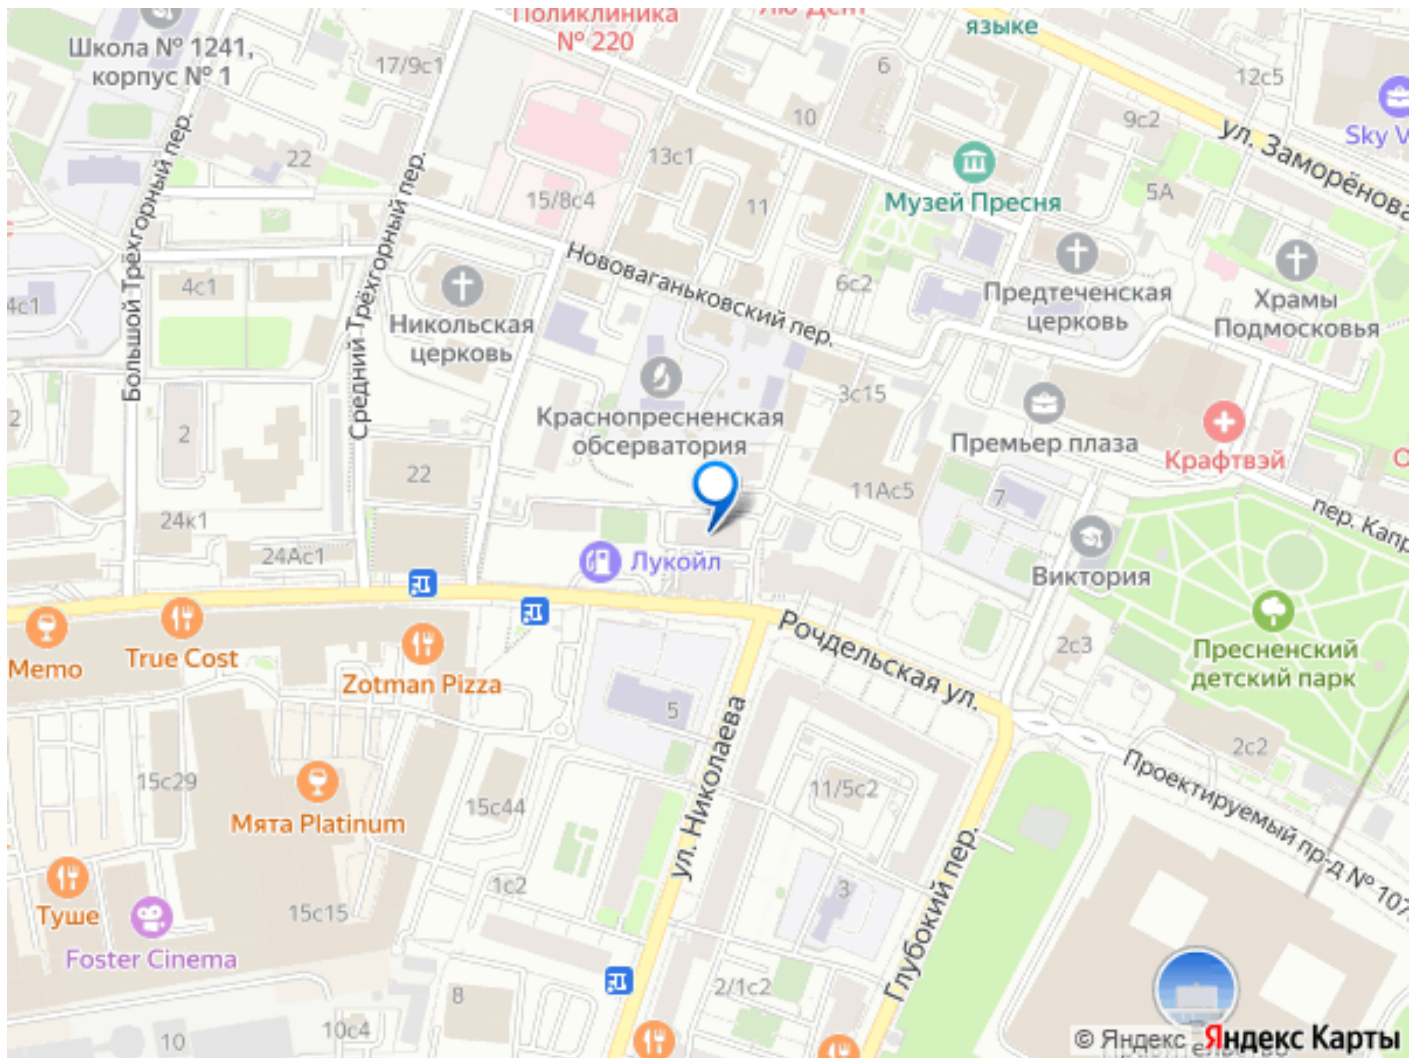 Поликлиника
№ 220
языке
Школа № 1241,
корпус № 1
17/9с1
6
12с5
Sky
10
9с2
ул. Заморёнова
22
13с1
Музей Пресня
5А
15/8с4
11
Большой Трёхгорный пер.
Средний Трёхгорный пер.
Нововаганьковский пер.
4с1
4с1
6с2
Предтеченская
церковь
Храмы
Подмосковья
Никольская
церковь
Краснопресненская
обсерватория
3с15
Премьер плаза
Крафтвэй
2
2
22
11Ас5
7
пер. Капр
24к1
24Ас1
Лукойл
Виктория
Memo
True Cost
Zotman Pizza
Рочдельская ул.
2с3
Пресненский
детский парк
5
ул. Николаева
2с2
15с29
Мята Platinum
15с44
11/5с2
Проектируемый пр-д № 107
Туше
1с2
3
Глубокий пер.
15с15
Foster Cinema
8
2/1с2
10
10с4
© Яндекс Яндекс Карты